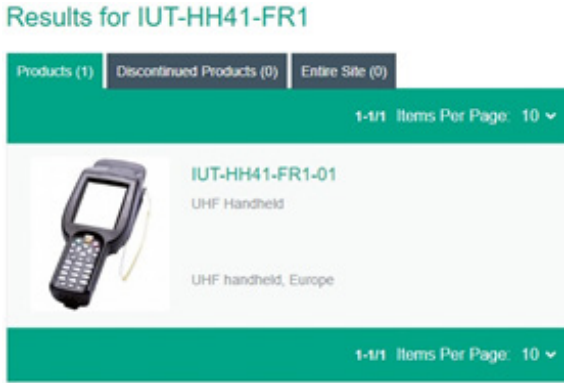 Results for IUT-HH41-FR1
Products (1) Discontinued Products (0) Entire Site (0)
1-1/1 Items Per Page: 10
IUT-HH41-FR1-01
UHF Handheld
UHF handheld, Europe
1-1/1 Items Per Page: 10